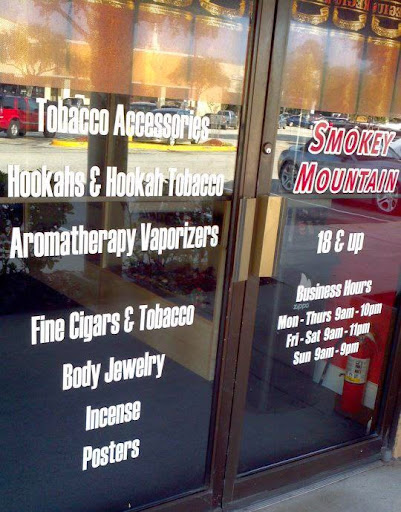 Tobacco Accessories
Hookahs & Hookah Tobacco
Aromatherapy Vaporizers
Fine Cigars & Tobacco
Body Jewelry
Incense
Posters
SMOKEY
MOUNTAIN
18 & up
Business Hours
Mon - Thurs 9am - 10pm
Fri - Sat 9am - 11pm
Sun 9am - 9pm